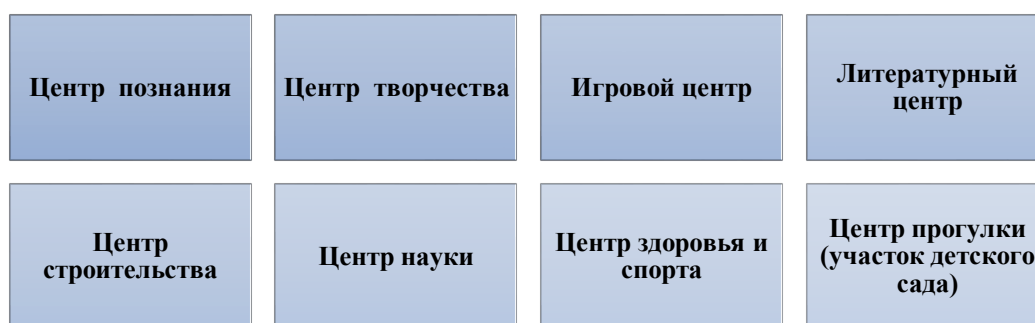 Центр познания
Центр творчества
Игровой центр
Литературный
центр
Центр
строительства
Центр науки
Центр здоровья и
спорта
Центр прогулки
(участок детского
сада)